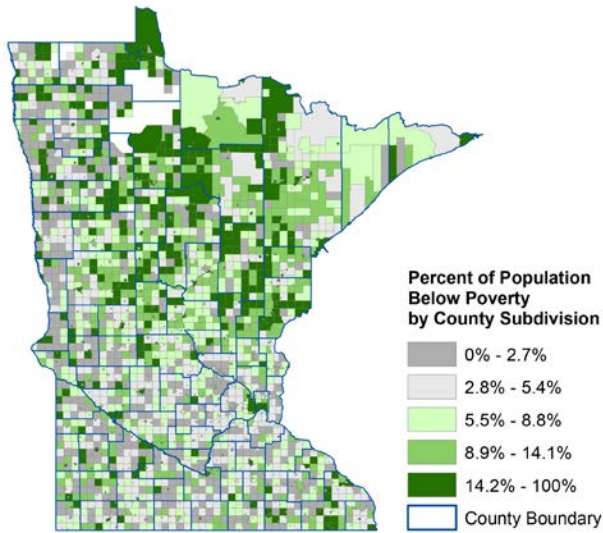 Percent of Population
Below Poverty
by County Subdivision
0% - 2.7%
2.8% - 5.4%
5.5% - 8.8%
8.9% - 14.1%
14.2% - 100%
County Boundary